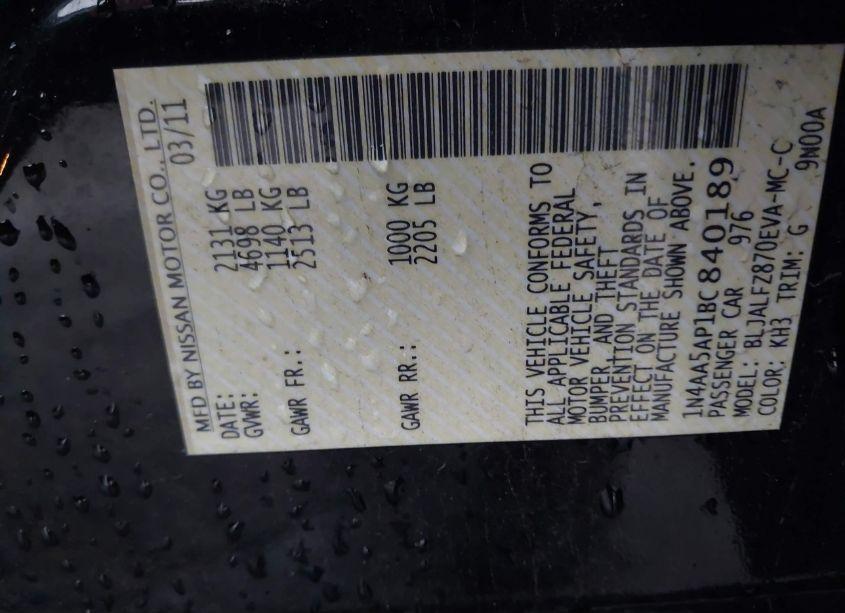 MFD BY NISSAN MOTOR CO., LTD.
DATE: 03/11
GVWR: 2131 KG
4698 LB
GAWR FR.: 1140 KG
2513 LB
GAWR RR.: 1000 KG
2205 LB
THIS VEHICLE CONFORMS TO
ALL APPLICABLE FEDERAL
MOTOR VEHICLE SAFETY,
BUMPER AND THEFT
PREVENTION STANDARDS IN
EFFECT ON THE DATE OF
MANUFACTURE SHOWN ABOVE.
1N4AA5AP1BC840189
PASSENGER CAR 976
MODEL: BLJALFZ870EVA-MC-C
COLOR: KH3 TRIM: G 9N00A